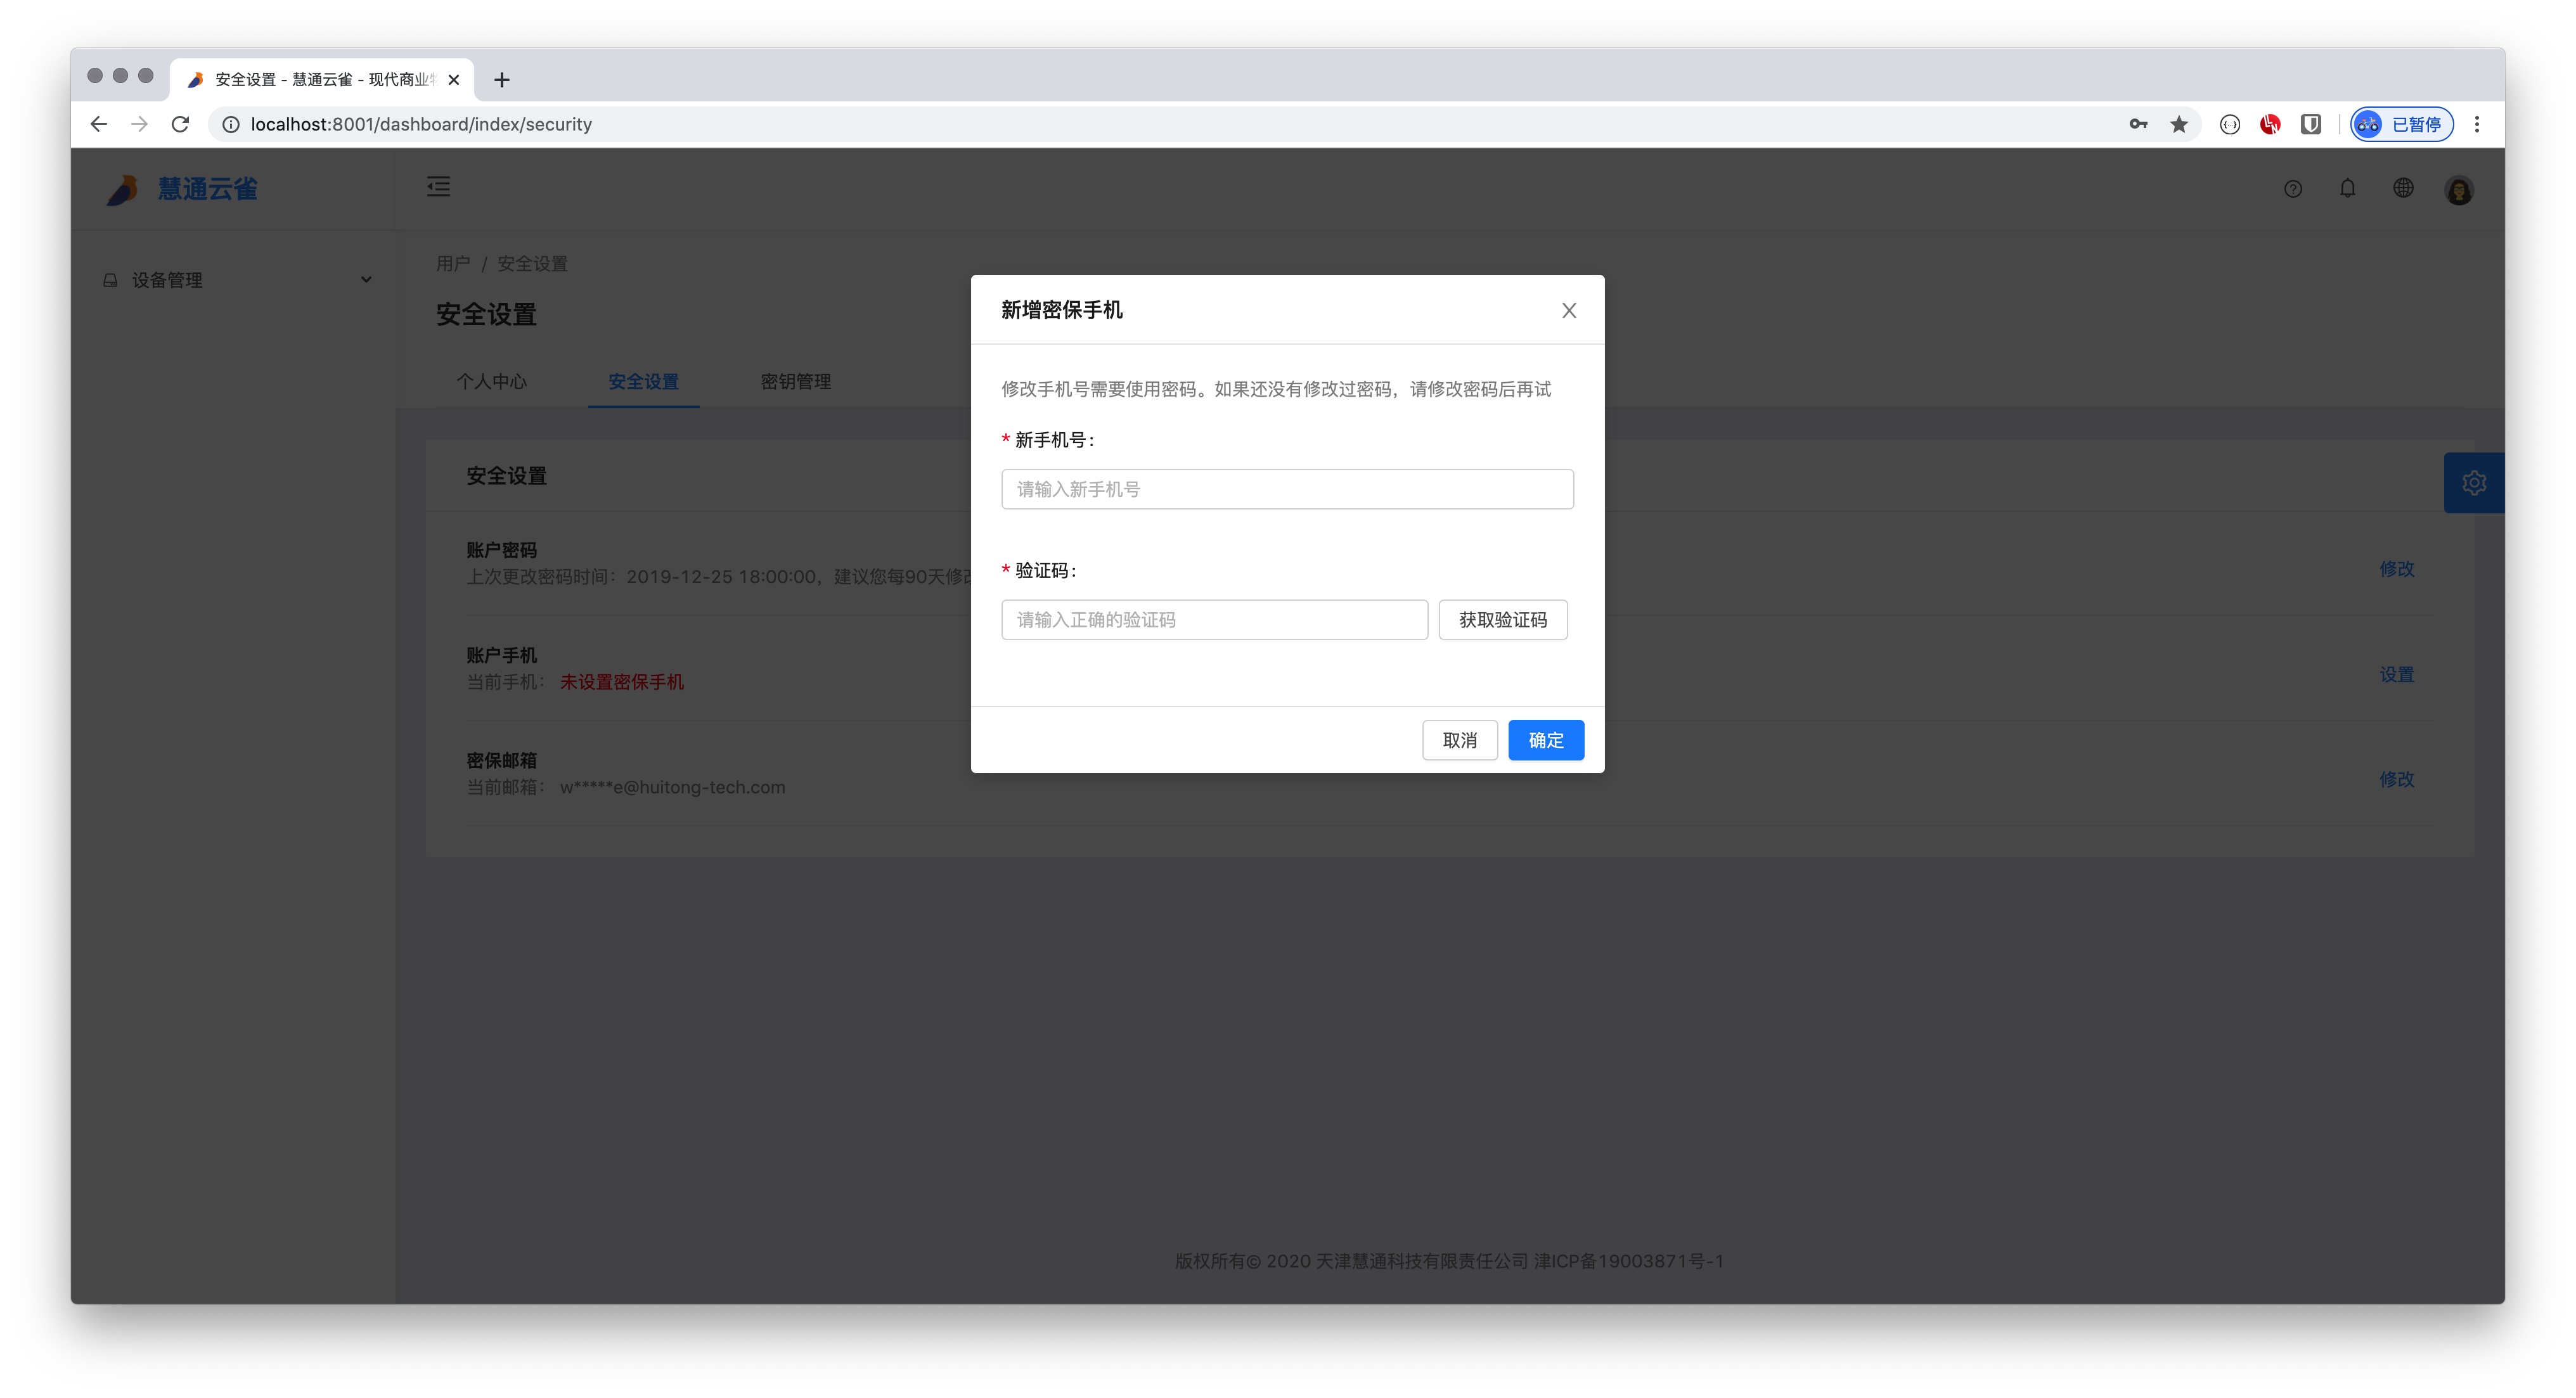 安全设置 - 慧通云雀 - 现代商业
localhost:8001/dashboard/index/security
已暂停
慧通云雀
设备管理
用户 / 安全设置
安全设置
个人中心 安全设置 密钥管理
安全设置
账户密码
上次更改密码时间：2019-12-25 18:00:00，建议您每90天修改
修改
账户手机
当前手机： 未设置密保手机
设置
密保邮箱
当前邮箱： w*****e@huitong-tech.com
修改
新增密保手机
修改手机号需要使用密码。如果还没有修改过密码，请修改密码后再试
* 新手机号:
请输入新手机号
* 验证码:
请输入正确的验证码 获取验证码
取消 确定
版权所有© 2020 天津慧通科技有限责任公司 津ICP备19003871号-1